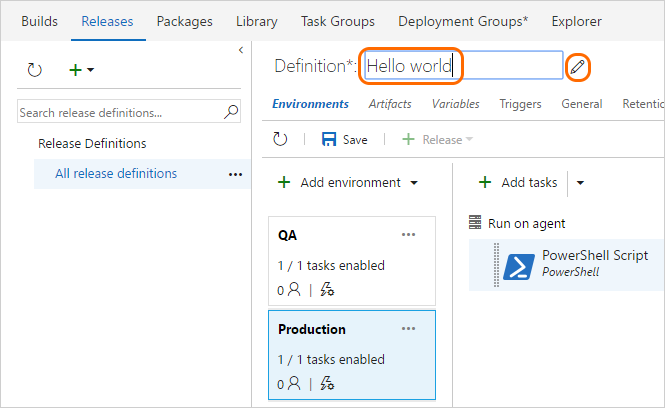 Builds Releases Packages Library Task Groups Deployment Groups* Explorer
Search release definitions...
Release Definitions
All release definitions
Definition*: Hello world
Environments Artifacts Variables Triggers General Retentio
Save Release
Add environment
QA
1 / 1 tasks enabled
0
Production
1 / 1 tasks enabled
0
Add tasks
Run on agent
PowerShell Script
PowerShell